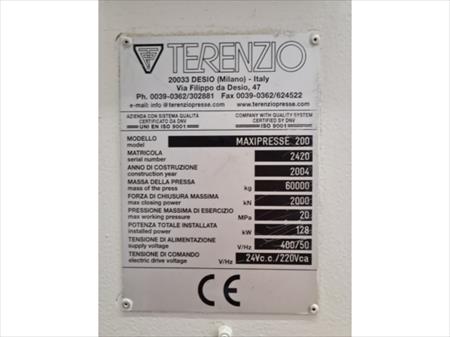 TERENZIO
20033 DESIO (Milano) - Italy
Via Filippo da Desio, 47
Ph. 0039-0362/302881 Fax 0039-0362/624522
e-mail: info @ terenziopresse.com www.terenziopresse.com
AZIENDA CON SISTEMA QUALITA COMPANY WITH QUALITY SYSTEM
CERTIFICATO DA DNV CERTIFIED BY DNV
UNI EN ISO 9001 ISO 9001
MODELLO
model MAXIPRESSE 200
MATRICOLA
serial number 2420
ANNO DI COSTRUZIONE
construction year 2004
MASSA DELLA PRESSA
mass of the press kg 60000
FORZA DI CHIUSURA MASSIMA
max closing power kN 2000
PRESSIONE MASSIMA DI ESERCIZIO
max working pressure MPa 20
POTENZA TOTALE INSTALLATA
installed power kW 128
TENSIONE DI ALIMENTAZIONE
supply voltage V/Hz 400/50
TENSIONE DI COMANDO
electric drive voltage V/Hz 24Vc.c./220Vca
CE